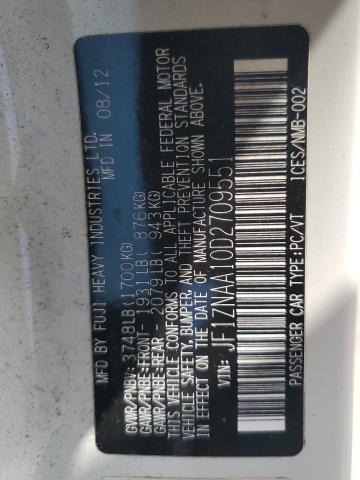 MFD BY FUJI HEAVY INDUSTRIES LTD.
MFD IN 08/12
GVWR/PNBV: 3748LB(1700KG)
GAWR/PNBE:FRONT- 1931LB( 876KG)
GAWR/PNBE:REAR - 2079LB( 943KG)
THIS VEHICLE CONFORMS TO ALL APPLICABLE FEDERAL MOTOR
VEHICLE SAFETY, BUMPER, AND THEFT PREVENTION STANDARDS
IN EFFECT ON THE DATE OF MANUFACTURE SHOWN ABOVE.
VIN: JF1ZNAA10D2709551
PASSENGER CAR TYPE:PC/VT ICES/NMB-002